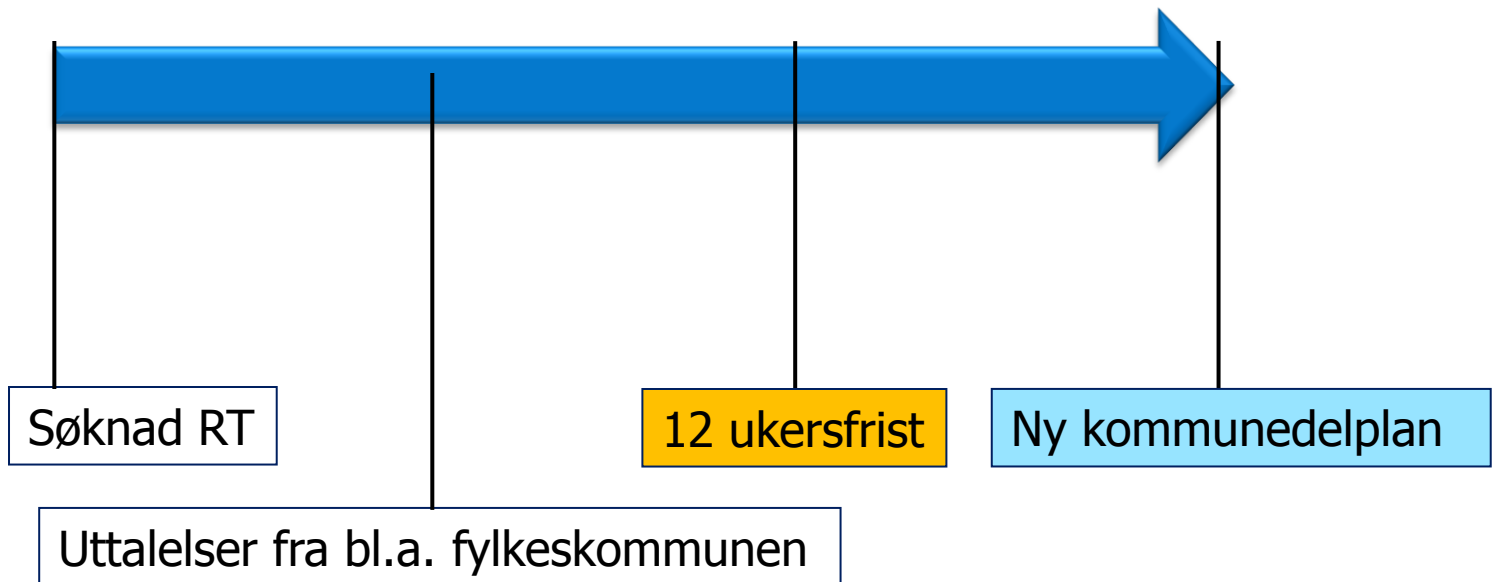 Søknad RT
12 ukersfrist
Ny kommunedelplan
Uttalelser fra bl.a. fylkeskommunen